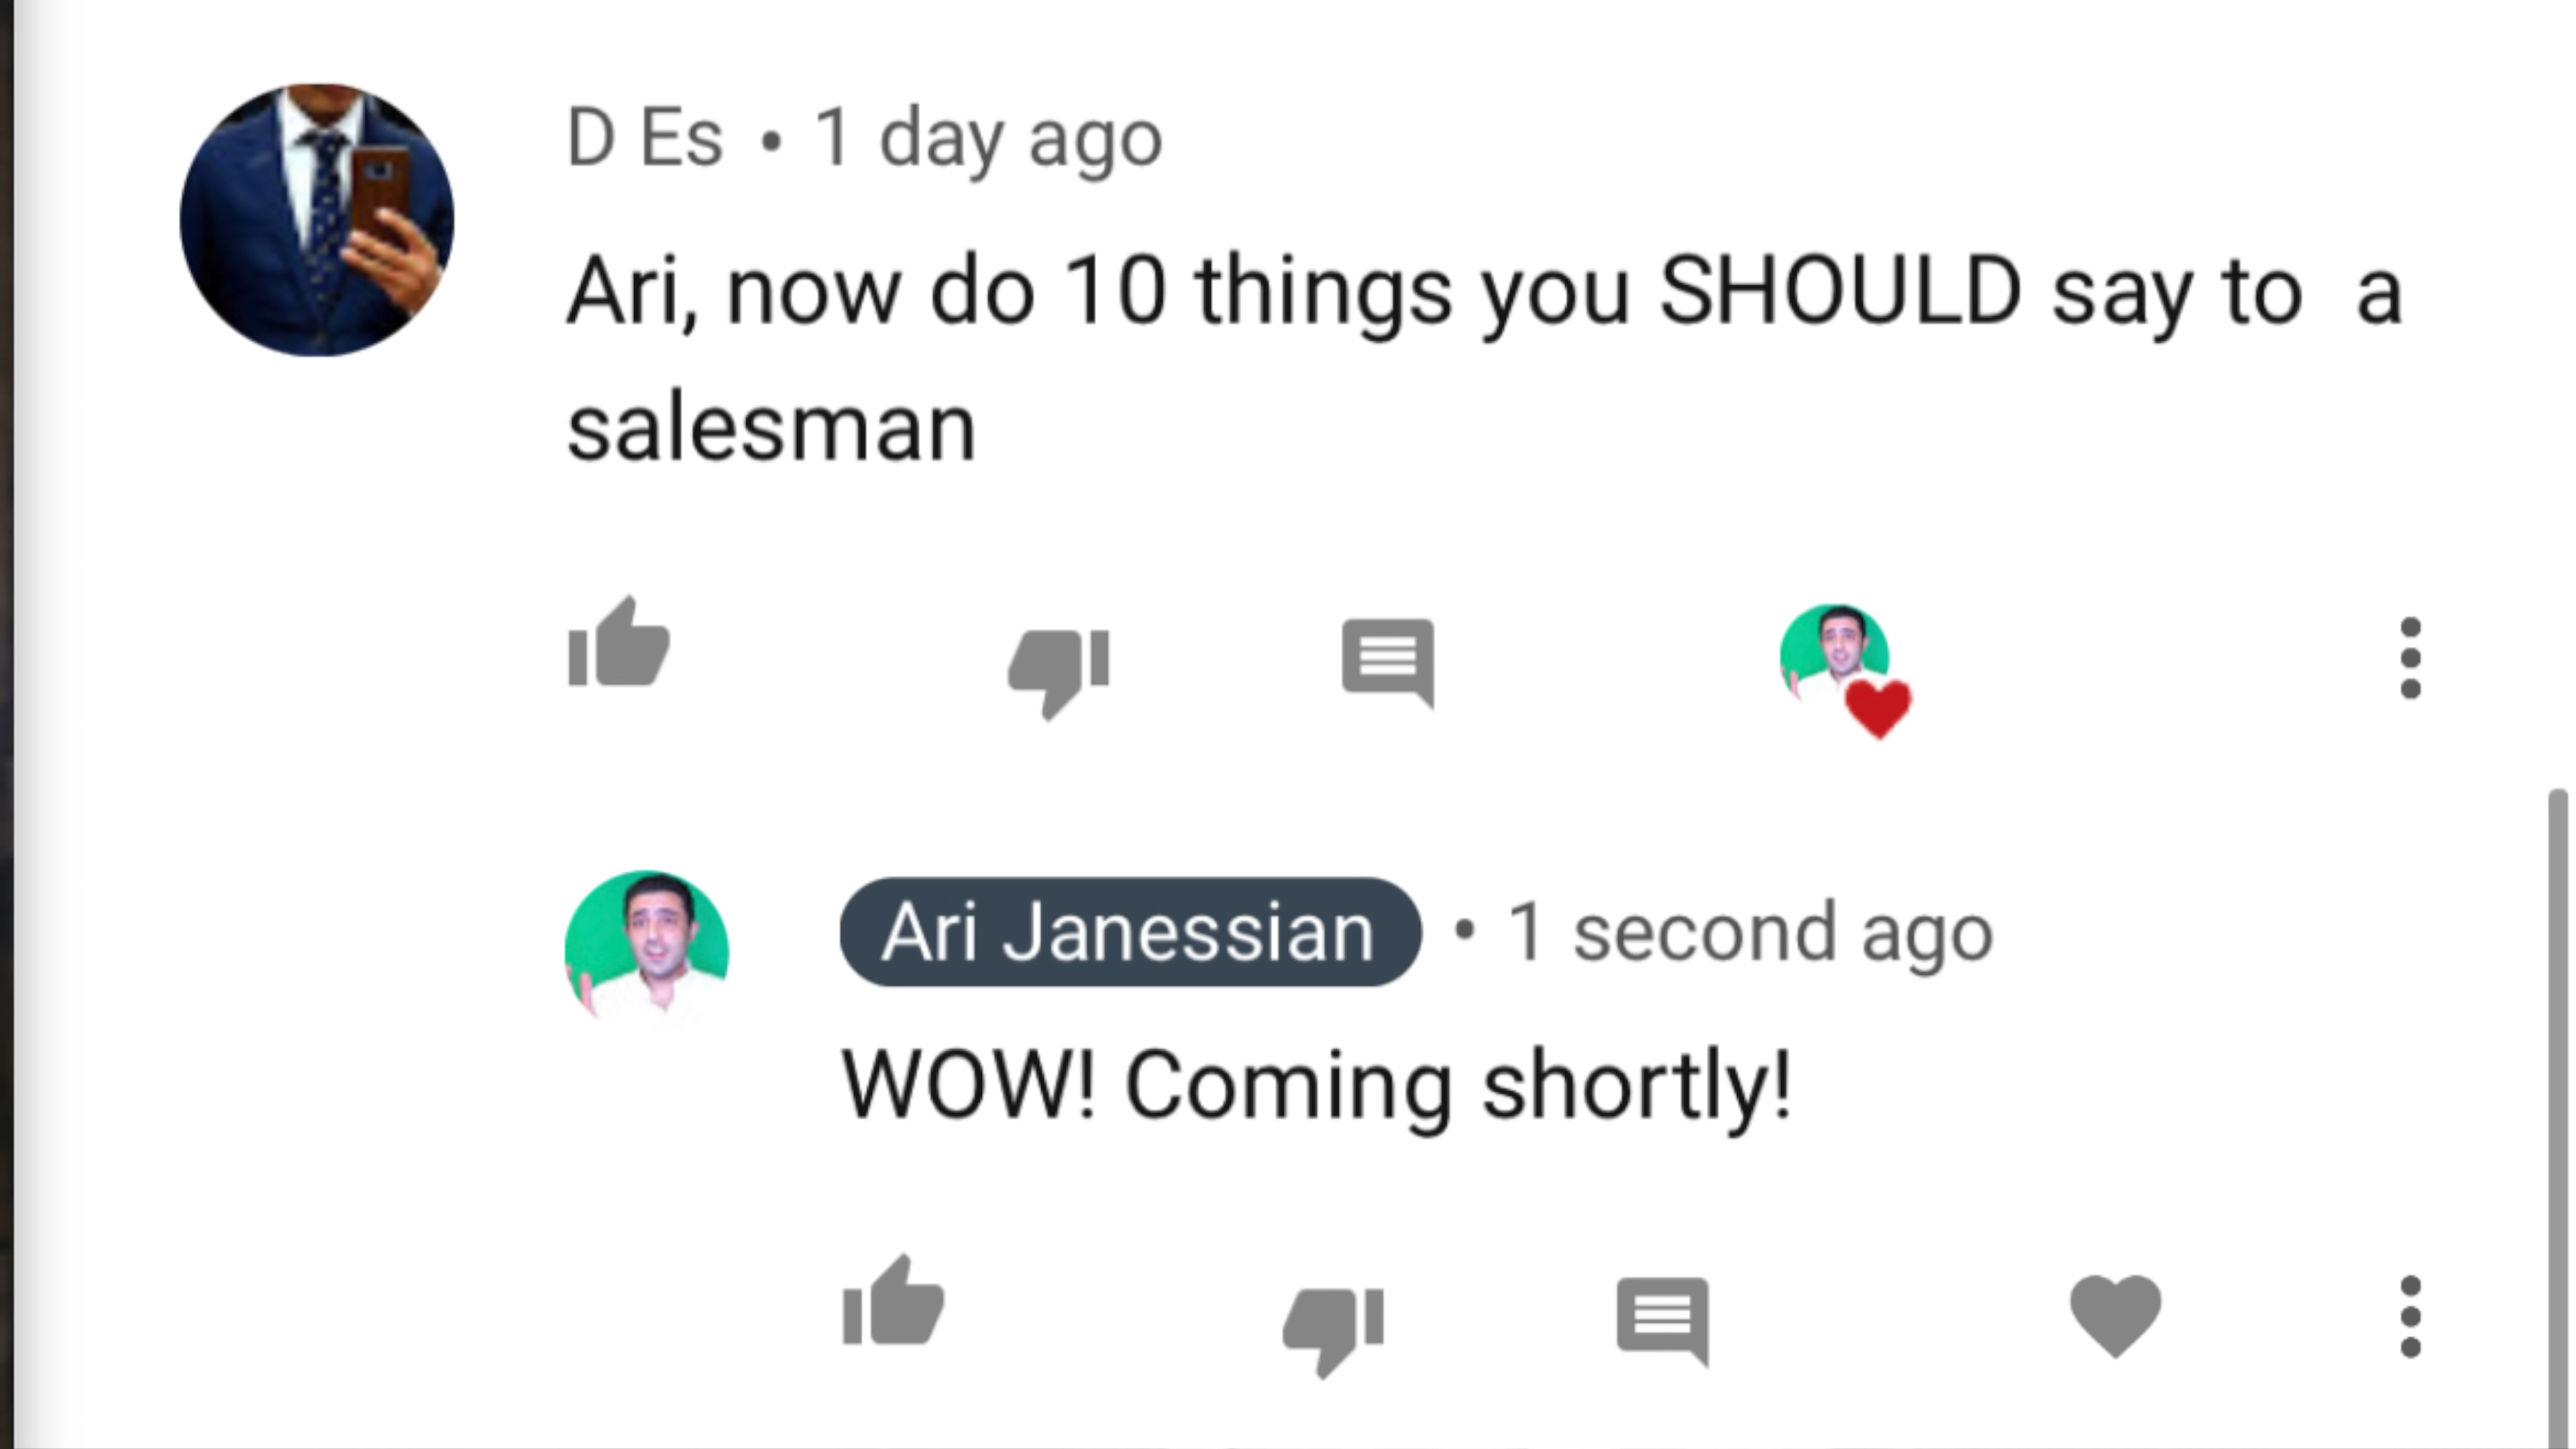 D Es • 1 day ago
Ari, now do 10 things you SHOULD say to  a
salesman
Ari Janessian • 1 second ago
WOW! Coming shortly!